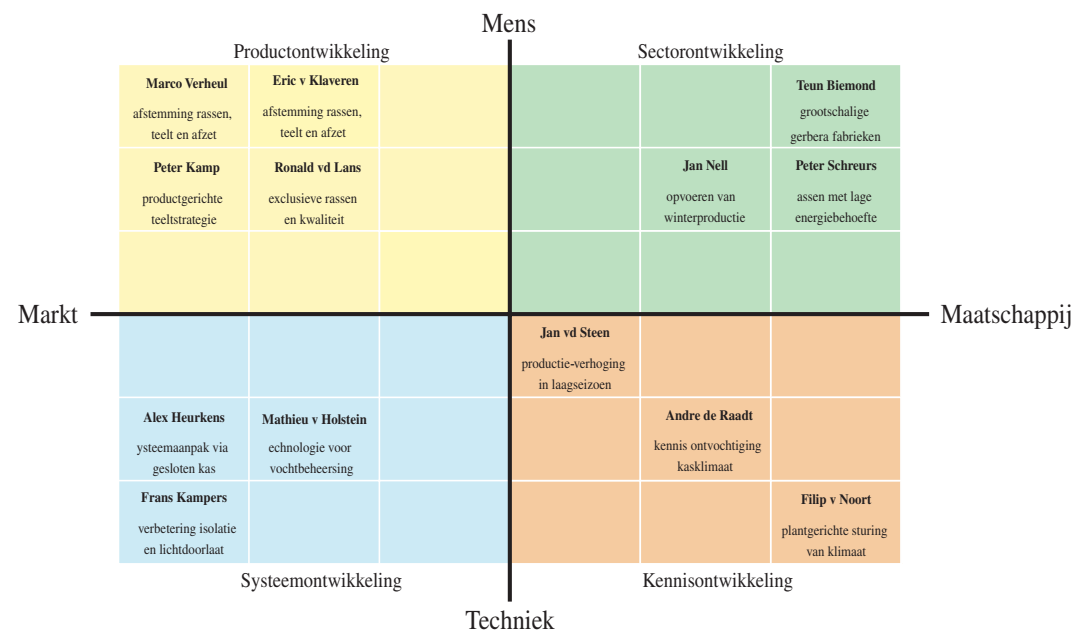 Mens
Productontwikkeling
Sectorontwikkeling
Marco Verheul
afstemming rassen,
teelt en afzet
Eric v Klaveren
afstemming rassen,
teelt en afzet
Teun Biemond
grootschalige
gerbera fabrieken
Peter Kamp
productgerichte
teeltstrategie
Ronald vd Lans
exclusieve rassen
en kwaliteit
Jan Nell
opvoeren van
winterproductie
Peter Schreurs
assen met lage
energiebehoefte
Markt
Maatschappij
Jan vd Steen
productie-verhoging
in laagseizoen
Alex Heurkens
ysteemaanpak via
gesloten kas
Mathieu v Holstein
echnologie voor
vochtbeheersing
Andre de Raadt
kennis ontvochtiging
kasklimaat
Frans Kampers
verbetering isolatie
en lichtdoorlaat
Filip v Noort
plantgerichte sturing
van klimaat
Systeemontwikkeling
Kennisontwikkeling
Techniek